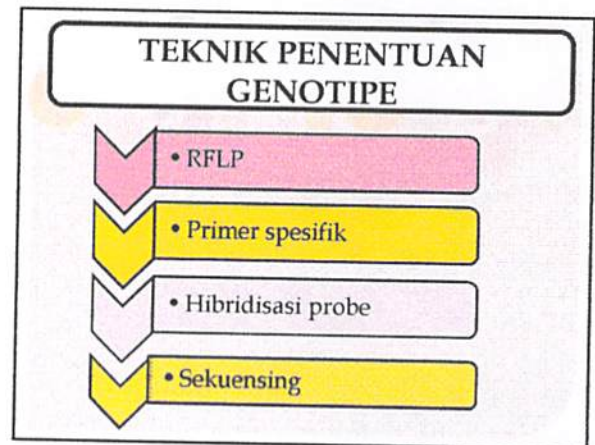 TEKNIK PENENTUAN
GENOTIPE
• RFLP
• Primer spesifik
• Hibridisasi probe
• Sekuensing